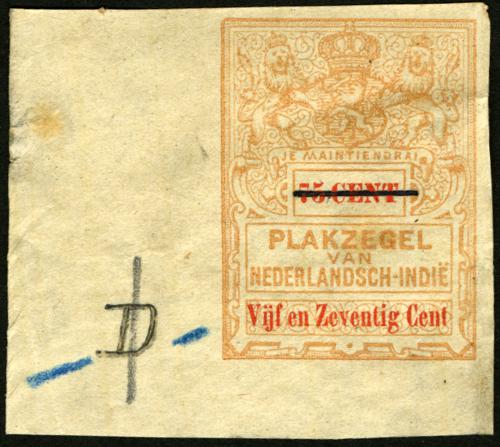 JE MAINTIENDRAI
75 CENT
PLAKZEGEL
VAN
NEDERLANDSCH-INDIË
Vijf en Zeventig Cent
D